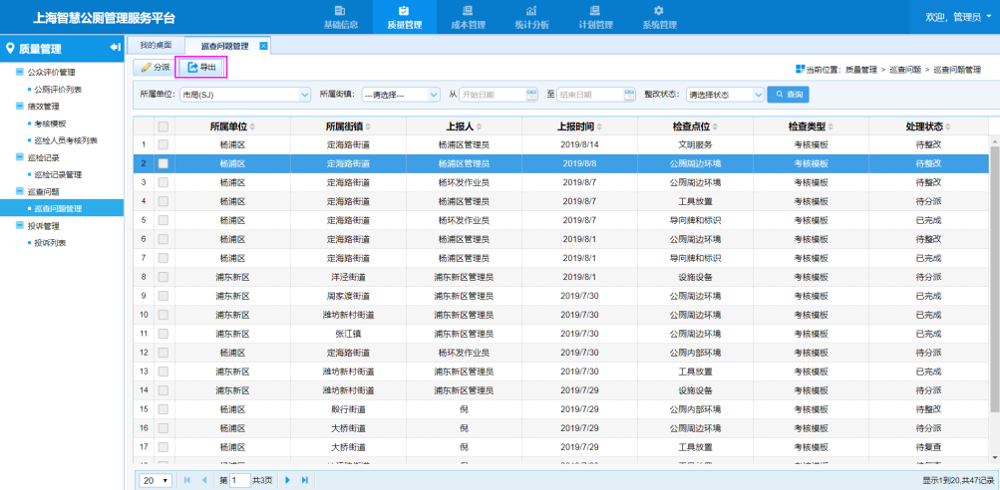 上海智慧公厕管理服务平台
基础信息 质量管理 成本管理 统计分析 计划管理 系统管理
欢迎, 管理员
质量管理
我的桌面 巡查问题管理
分派 导出
当前位置: 质量管理 > 巡查问题 > 巡查问题管理
所属单位: 市局(SJ) 所属街镇: ---请选择--- 从 开始日期 至 结束日期 整改状态: 请选择状态 查询
公众评价管理
公厕评价列表
绩效管理
考核模板
巡检人员考核列表
巡检记录
巡检记录管理
巡查问题
巡查问题管理
投诉管理
投诉列表
所属单位 所属街镇 上报人 上报时间 检查点位 检查类型 处理状态
1 杨浦区 定海路街道 杨浦区管理员 2019/8/14 文明服务 考核模板 待整改
2 杨浦区 定海路街道 杨浦区管理员 2019/8/8 公厕周边环境 考核模板 待整改
3 杨浦区 定海路街道 杨环发作业员 2019/8/7 公厕周边环境 考核模板 待整改
4 杨浦区 定海路街道 杨浦区管理员 2019/8/7 工具放置 考核模板 待分派
5 杨浦区 定海路街道 杨环发作业员 2019/8/7 导向牌和标识 考核模板 已完成
6 杨浦区 定海路街道 杨浦区管理员 2019/8/1 公厕周边环境 考核模板 待整改
7 杨浦区 定海路街道 杨浦区管理员 2019/8/1 导向牌和标识 考核模板 已完成
8 浦东新区 洋泾街道 浦东新区管理员 2019/8/1 设施设备 考核模板 待分派
9 浦东新区 周家渡街道 浦东新区管理员 2019/7/30 公厕周边环境 考核模板 已完成
10 浦东新区 潍坊新村街道 浦东新区管理员 2019/7/30 公厕周边环境 考核模板 已完成
11 浦东新区 张江镇 浦东新区管理员 2019/7/30 公厕周边环境 考核模板 已完成
12 杨浦区 定海路街道 杨环发作业员 2019/7/30 公厕内部环境 考核模板 待分派
13 浦东新区 潍坊新村街道 浦东新区管理员 2019/7/30 工具放置 考核模板 已完成
14 浦东新区 潍坊新村街道 浦东新区管理员 2019/7/29 设施设备 考核模板 待分派
15 杨浦区 殷行街道 倪 2019/7/29 公厕内部环境 考核模板 待整改
16 杨浦区 大桥街道 倪 2019/7/29 公厕周边环境 考核模板 待分派
17 杨浦区 大桥街道 倪 2019/7/29 工具放置 考核模板 待复查
20 第 1 共3页 显示1到20,共47记录